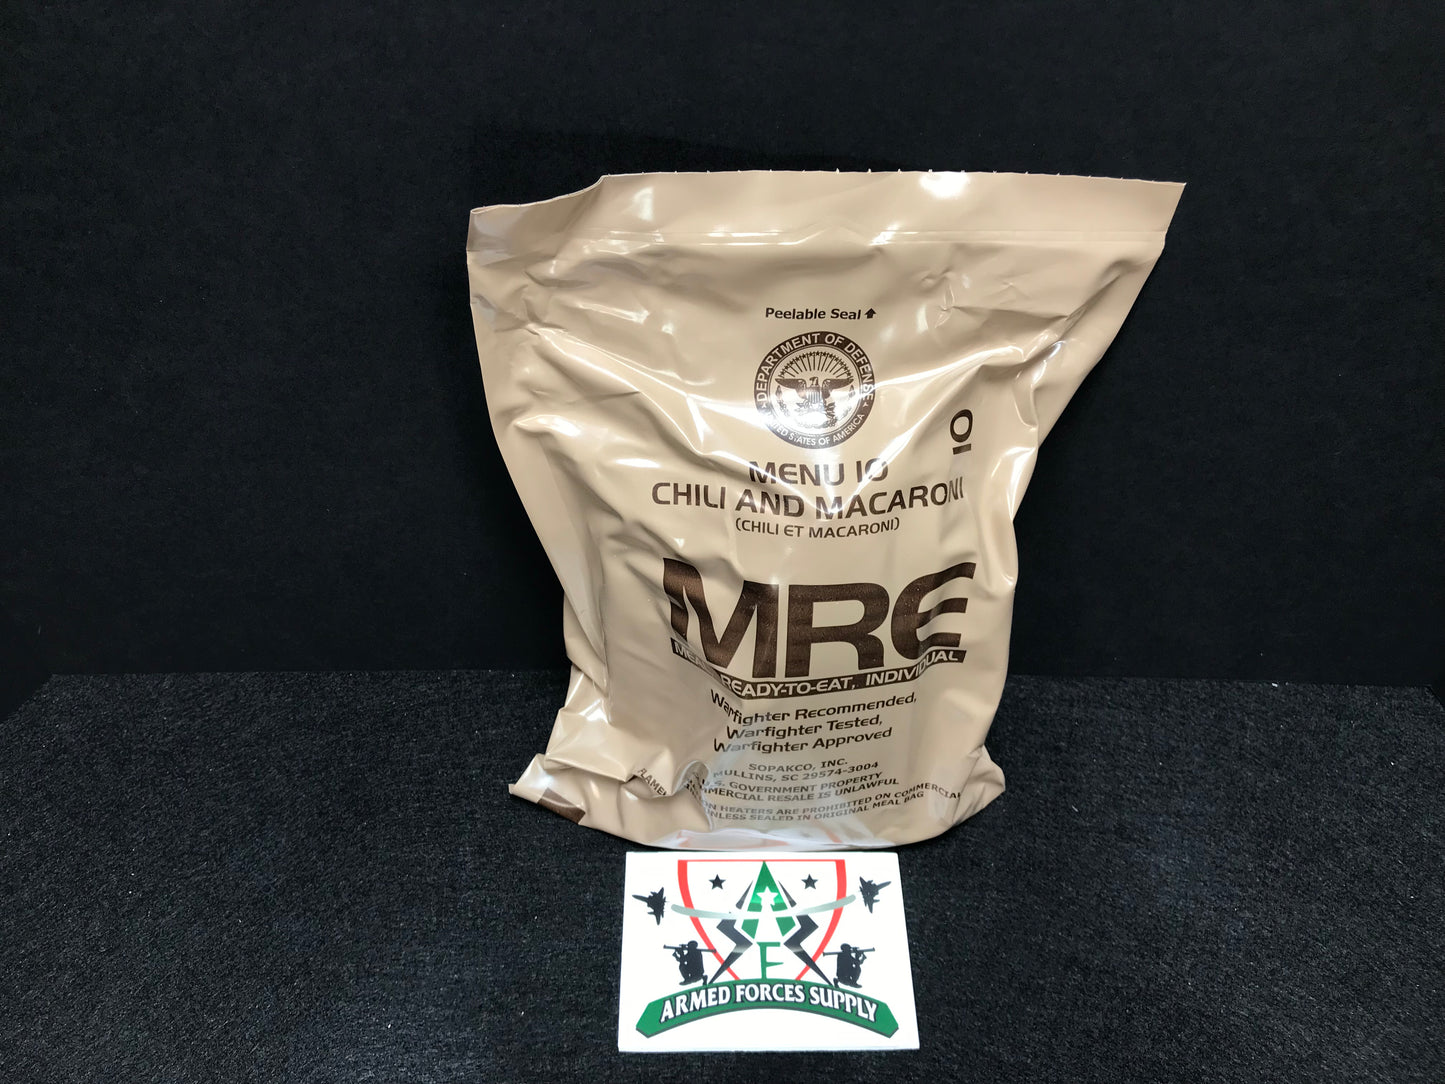 Peelable Seal
DEPARTMENT OF DEFENSE
STATES OF AMERICA
10
MENU 10
CHILI AND MACARONI
(CHILI ET MACARONI)
MRE
READY-TO-EAT, INDIVIDUAL
Warfighter Recommended,
Warfighter Tested,
Warfighter Approved
SOPAKCO, INC.
MULLINS, SC 29574-3004
U.S. GOVERNMENT PROPERTY
RESALE IS UNLAWFUL
HEATERS ARE PROHIBITED ON COMMERCIAL
UNLESS SEALED IN ORIGINAL MEAL BAG
A
F
ARMED FORCES SUPPLY